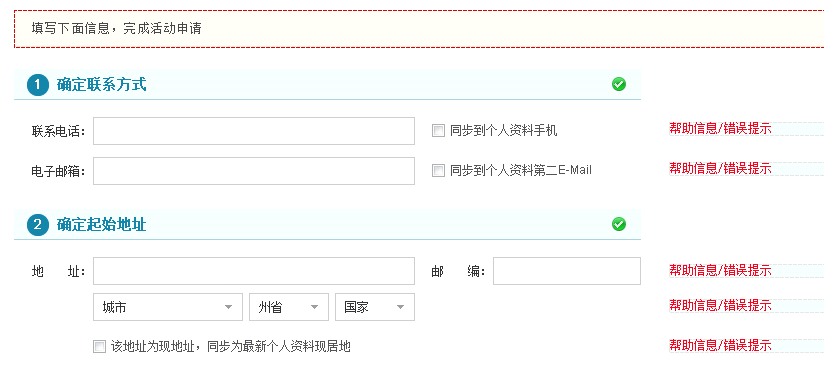 填写下面信息，完成活动申请
1 确定联系方式
联系电话： 同步到个人资料手机 帮助信息/错误提示
电子邮箱： 同步到个人资料第二E-Mail 帮助信息/错误提示
2 确定起始地址
地 址： 邮 编： 帮助信息/错误提示
城市 州省 国家 帮助信息/错误提示
该地址为现地址，同步为最新个人资料现居地 帮助信息/错误提示